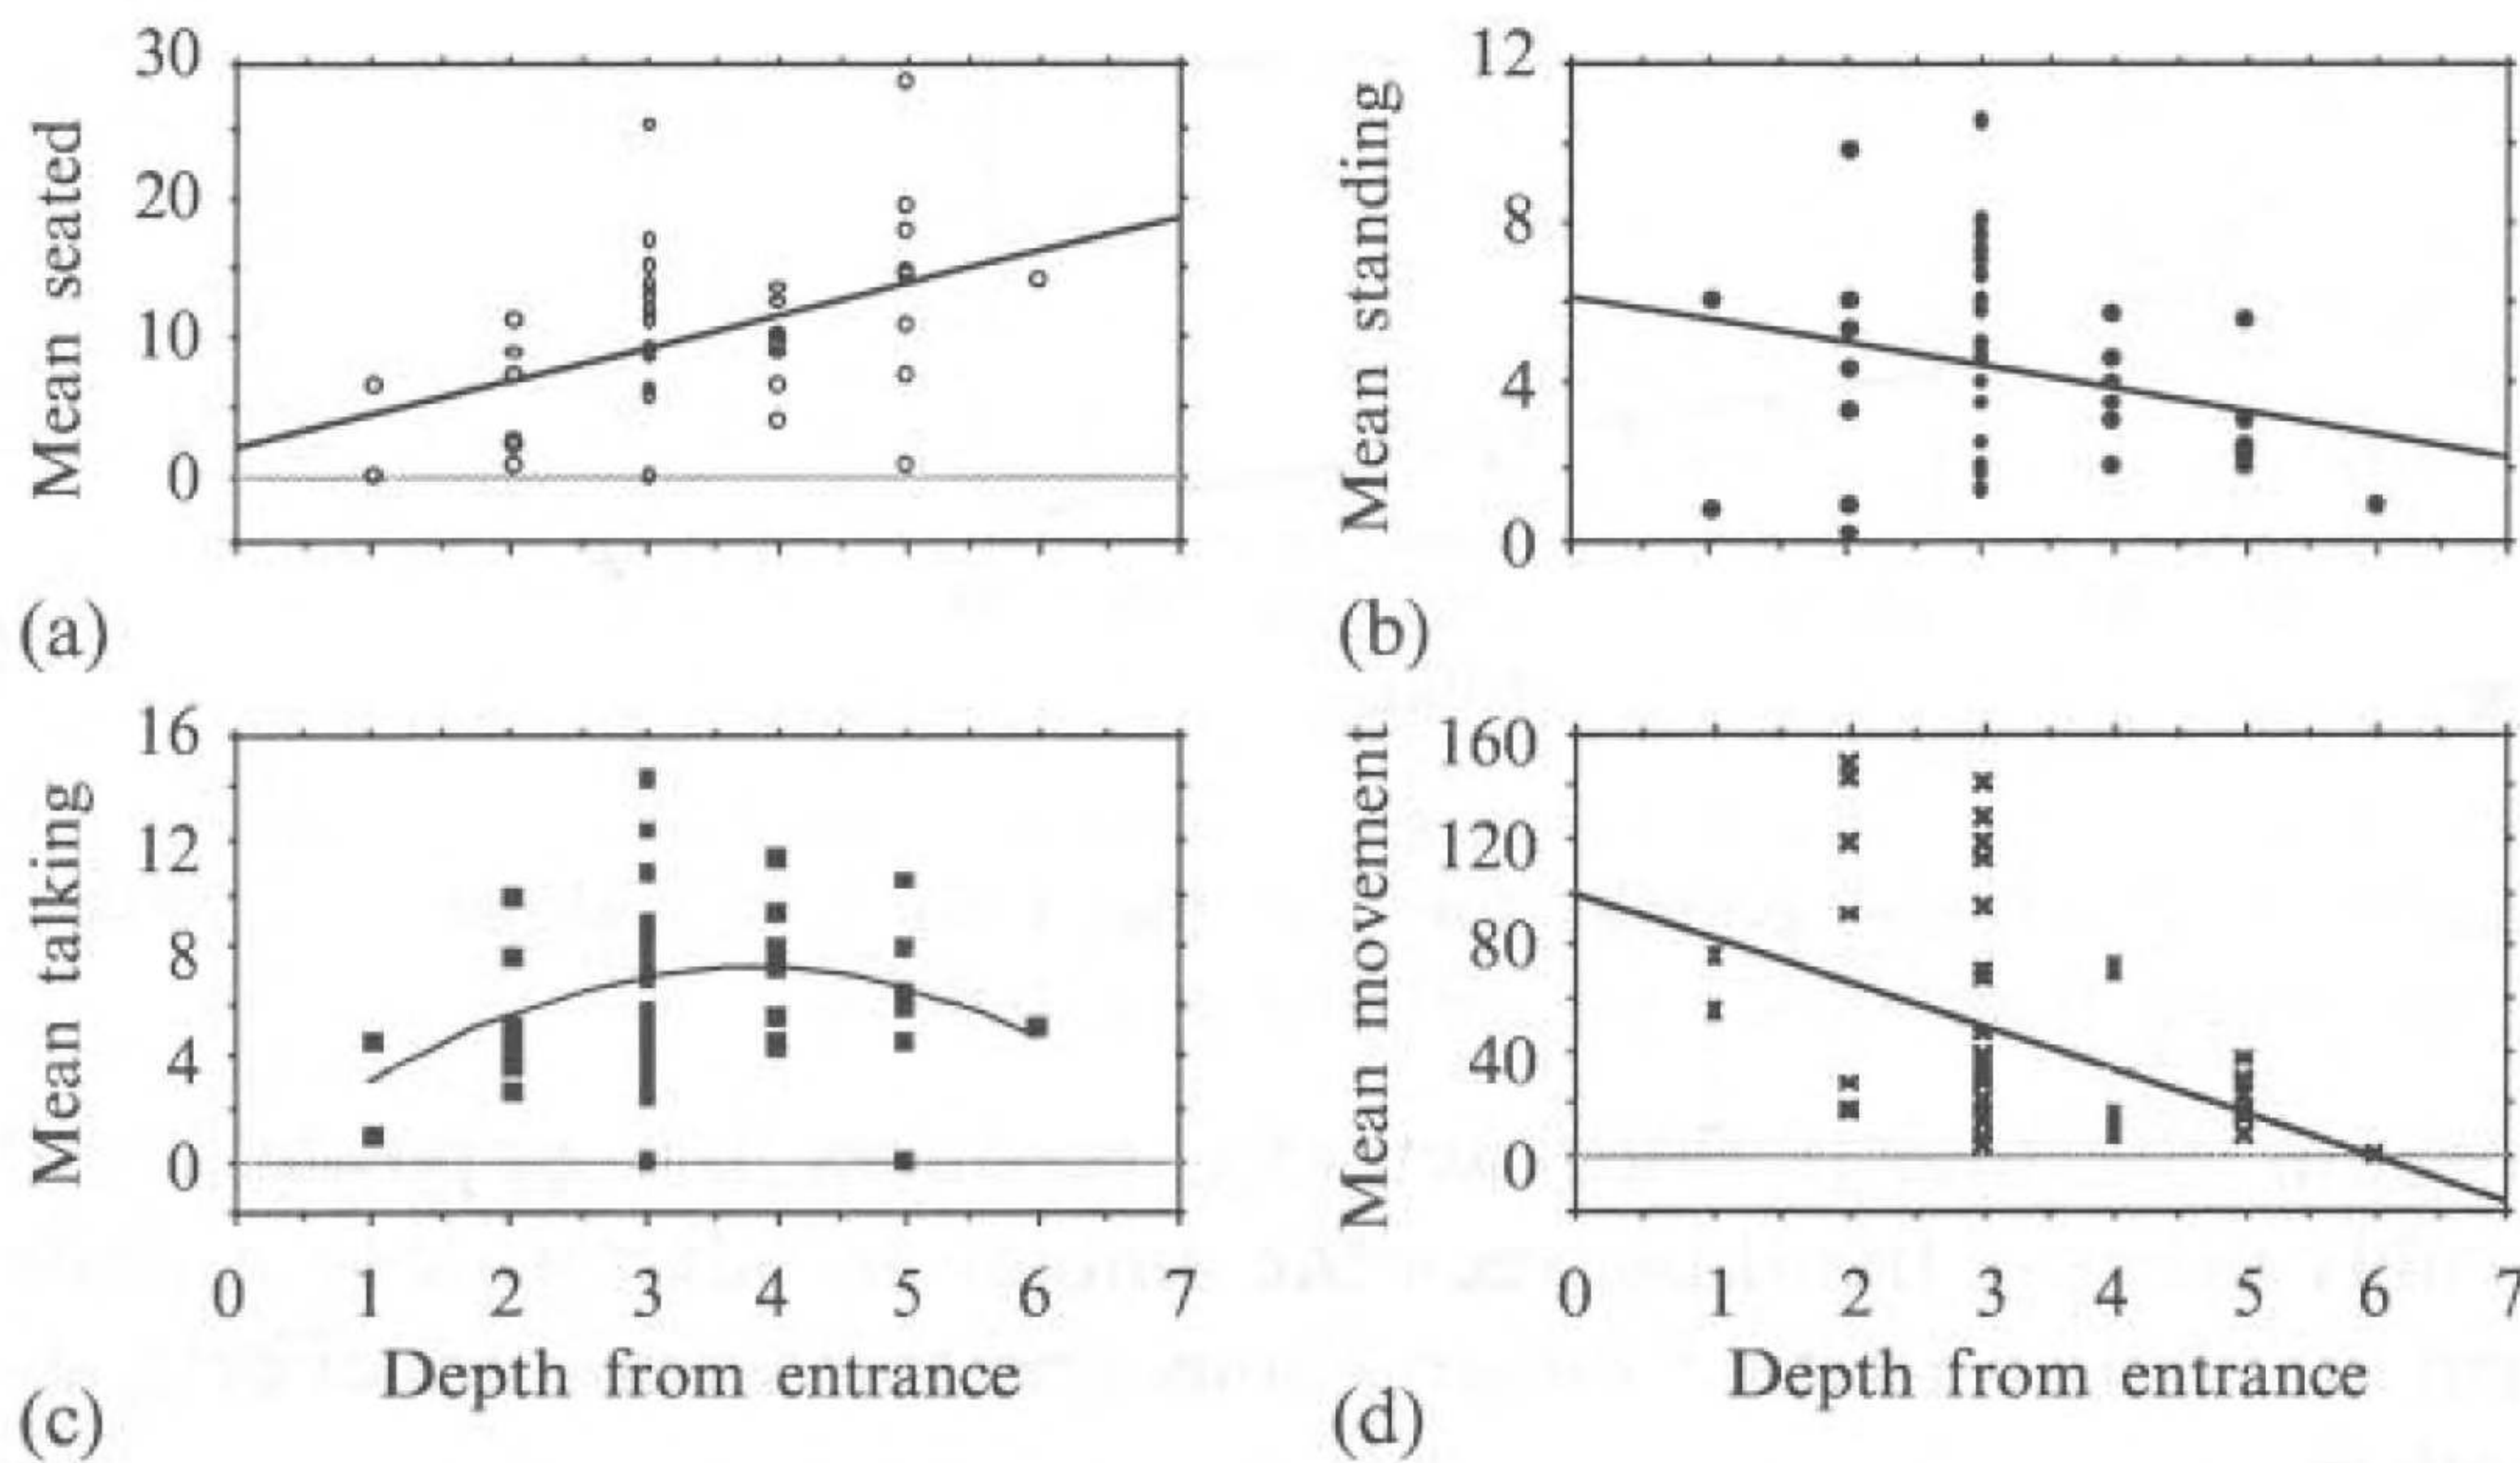 30
20
10
0
Mean seated
(a)
12
8
4
0
Mean standing
(b)
16
12
8
4
0
Mean talking
0 1 2 3 4 5 6 7
Depth from entrance
(c)
160
120
80
40
0
Mean movement
0 1 2 3 4 5 6 7
Depth from entrance
(d)